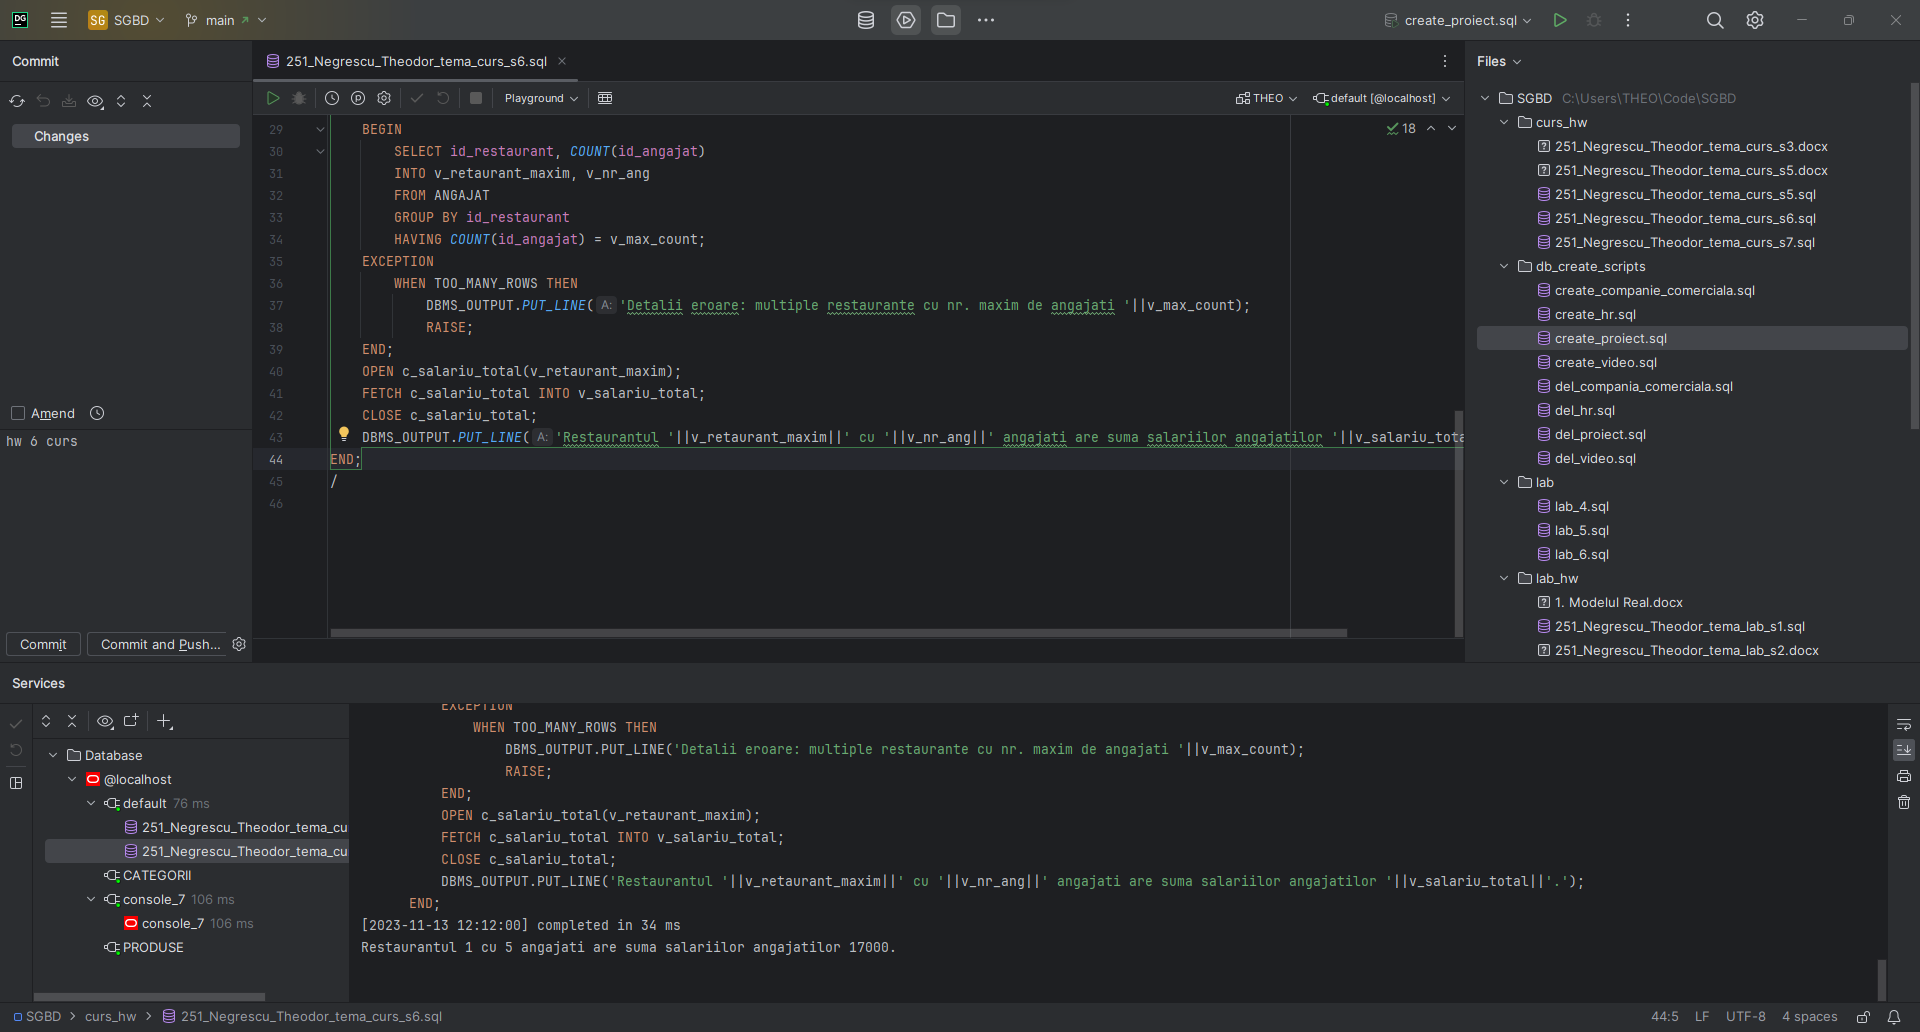 DG SG SGBD main create_proiect.sql
Commit
251_Negrescu_Theodor_tema_curs_s6.sql
Files
Playground THEO default [@localhost]
Changes
18
29 BEGIN
30 SELECT id_restaurant, COUNT(id_angajat)
31 INTO v_retaurant_maxim, v_nr_ang
32 FROM ANGAJAT
33 GROUP BY id_restaurant
34 HAVING COUNT(id_angajat) = v_max_count;
35 EXCEPTION
36 WHEN TOO_MANY_ROWS THEN
37 DBMS_OUTPUT.PUT_LINE( A: 'Detalii eroare: multiple restaurante cu nr. maxim de angajati '||v_max_count);
38 RAISE;
39 END;
40 OPEN c_salariu_total(v_retaurant_maxim);
41 FETCH c_salariu_total INTO v_salariu_total;
42 CLOSE c_salariu_total;
43 DBMS_OUTPUT.PUT_LINE( A: 'Restaurantul '||v_retaurant_maxim||' cu '||v_nr_ang||' angajati are suma salariilor angajatilor '||v_salariu_tota
44 END;
45 /
46
Amend
hw 6 curs
Commit Commit and Push...
SGBD C:\Users\THEO\Code\SGBD
curs_hw
251_Negrescu_Theodor_tema_curs_s3.docx
251_Negrescu_Theodor_tema_curs_s5.docx
251_Negrescu_Theodor_tema_curs_s5.sql
251_Negrescu_Theodor_tema_curs_s6.sql
251_Negrescu_Theodor_tema_curs_s7.sql
db_create_scripts
create_companie_comerciala.sql
create_hr.sql
create_proiect.sql
create_video.sql
del_compania_comerciala.sql
del_hr.sql
del_proiect.sql
del_video.sql
lab
lab_4.sql
lab_5.sql
lab_6.sql
lab_hw
1. Modelul Real.docx
251_Negrescu_Theodor_tema_lab_s1.sql
251_Negrescu_Theodor_tema_lab_s2.docx
Services
Database
@localhost
default 76 ms
251_Negrescu_Theodor_tema_cu
251_Negrescu_Theodor_tema_cu
CATEGORII
console_7 106 ms
console_7 106 ms
PRODUSE
EXCEPTION
WHEN TOO_MANY_ROWS THEN
DBMS_OUTPUT.PUT_LINE('Detalii eroare: multiple restaurante cu nr. maxim de angajati '||v_max_count);
RAISE;
END;
OPEN c_salariu_total(v_retaurant_maxim);
FETCH c_salariu_total INTO v_salariu_total;
CLOSE c_salariu_total;
DBMS_OUTPUT.PUT_LINE('Restaurantul '||v_retaurant_maxim||' cu '||v_nr_ang||' angajati are suma salariilor angajatilor '||v_salariu_total||'.');
END;
[2023-11-13 12:12:00] completed in 34 ms
Restaurantul 1 cu 5 angajati are suma salariilor angajatilor 17000.
SGBD curs_hw 251_Negrescu_Theodor_tema_curs_s6.sql 44:5 LF UTF-8 4 spaces